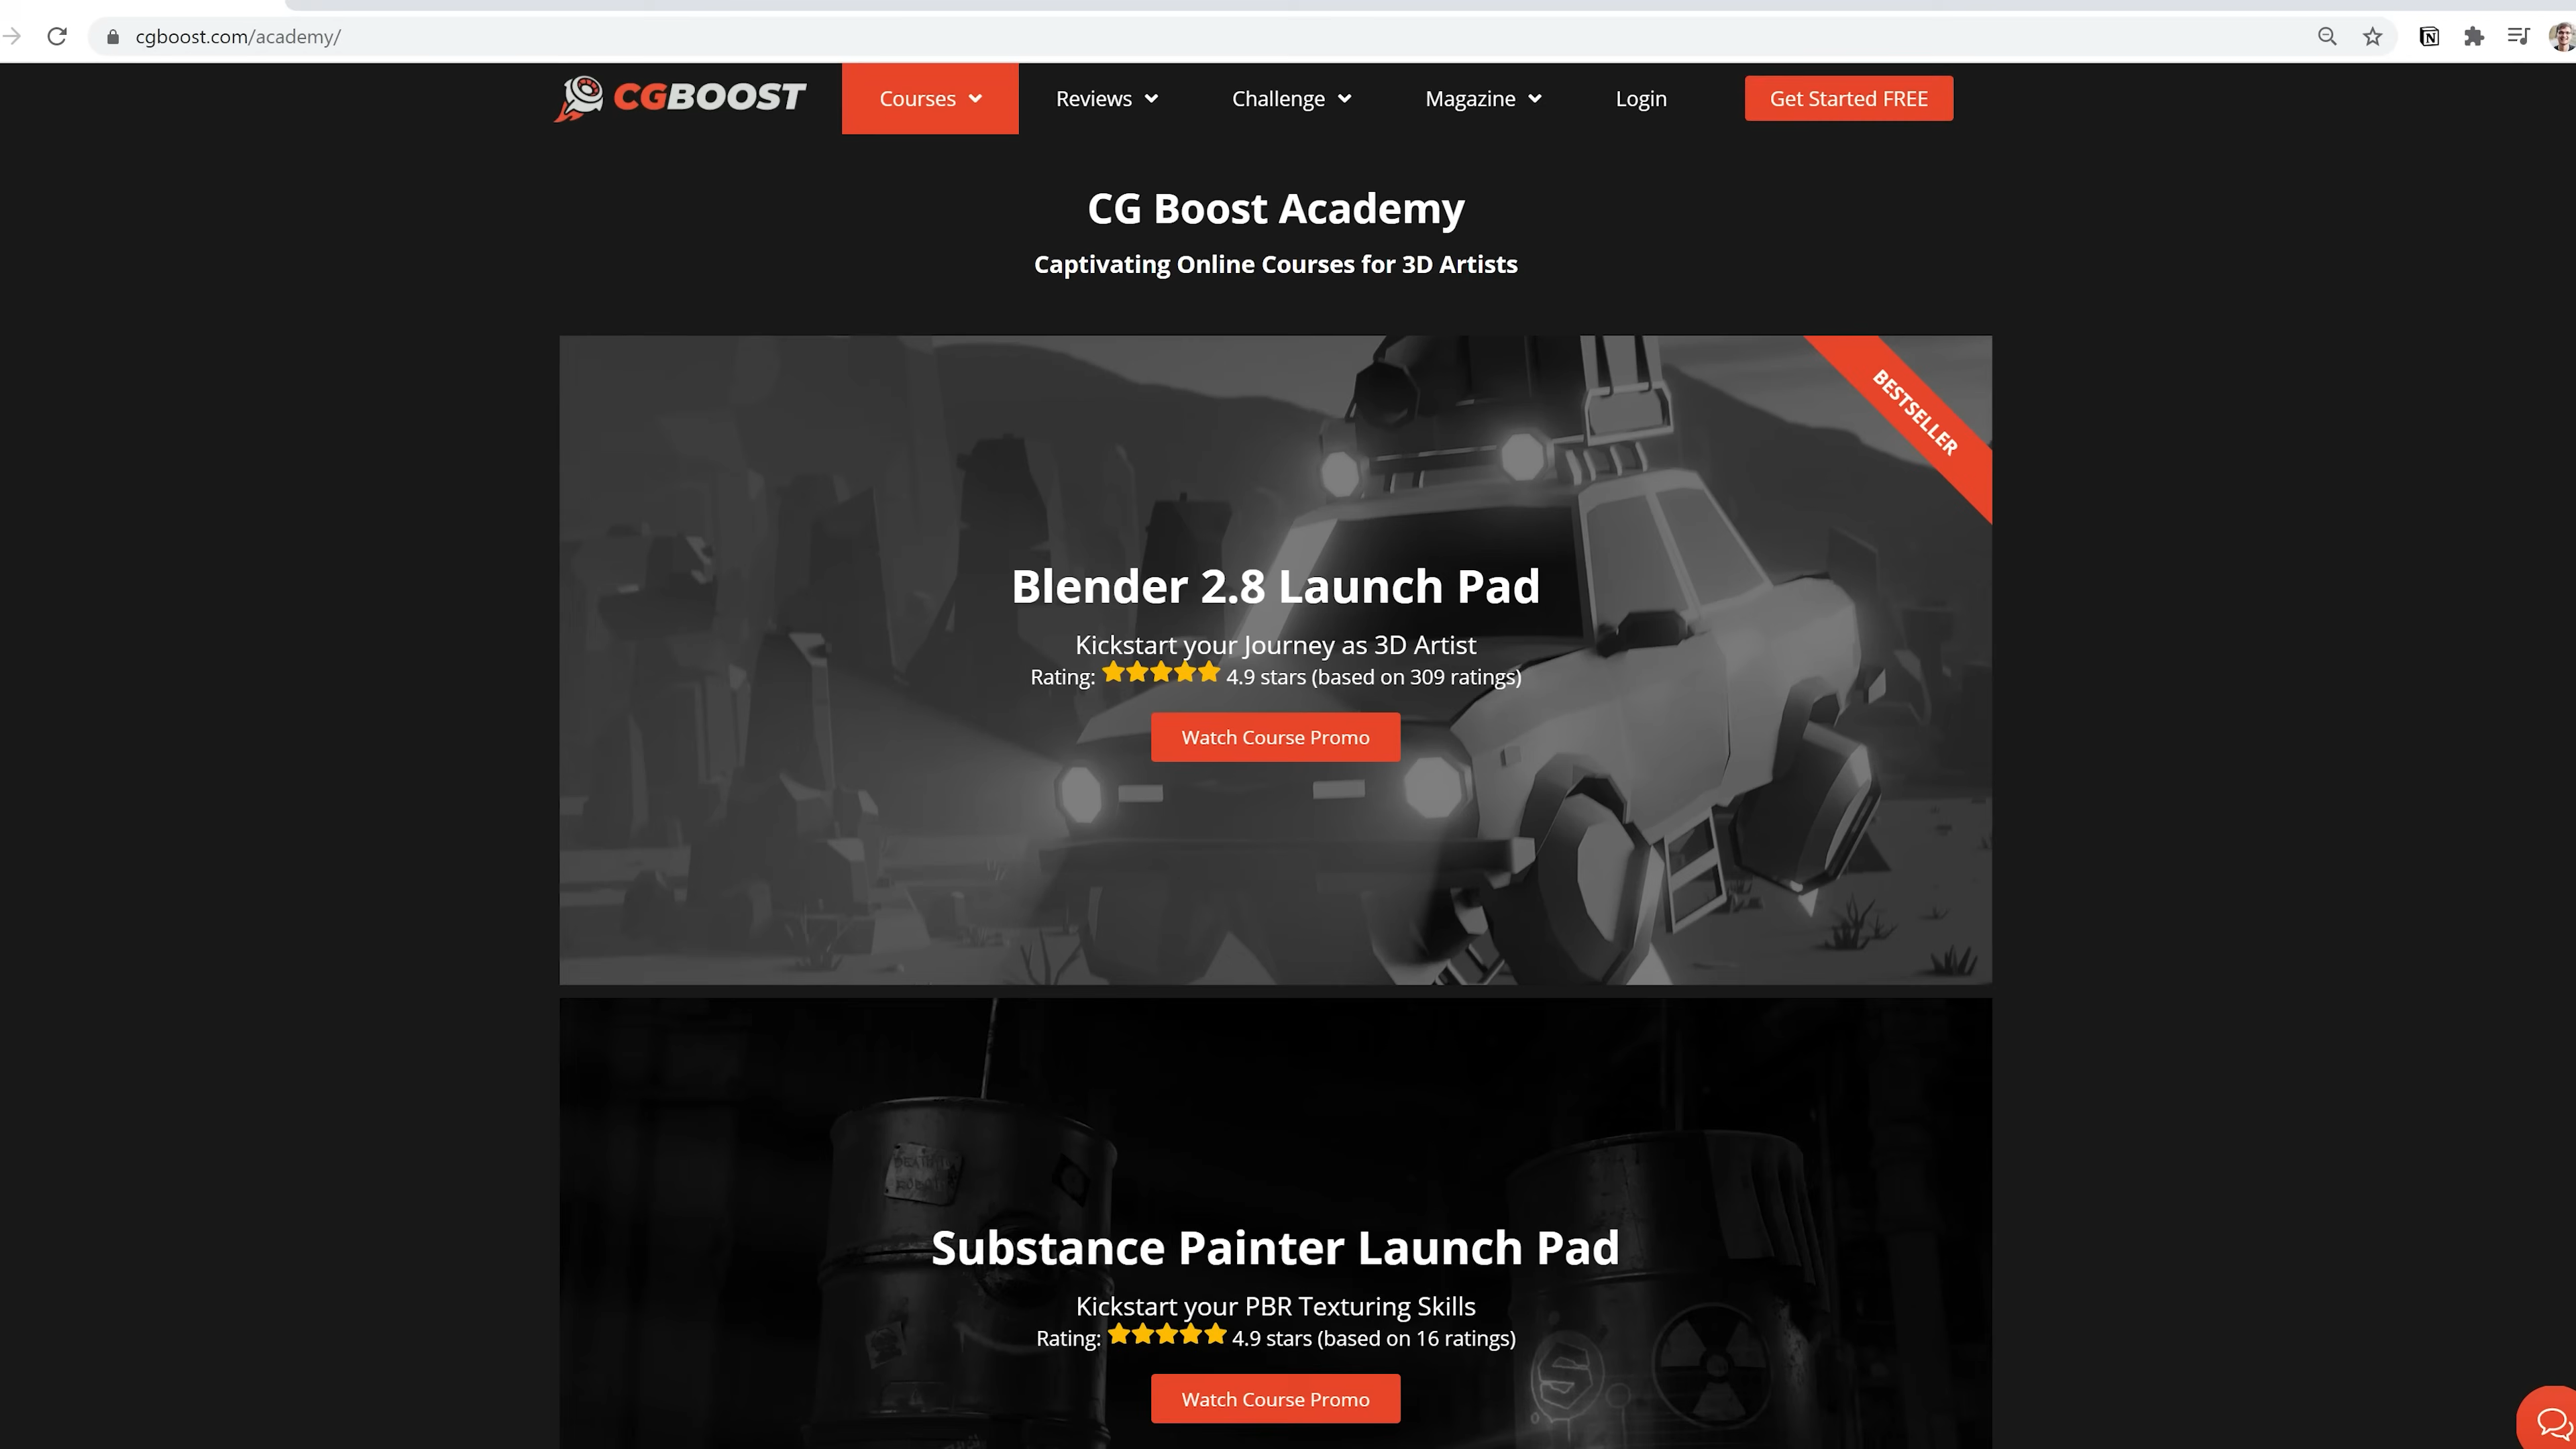 cgboost.com/academy/
CGBOOST
Courses
Reviews
Challenge
Magazine
Login
Get Started FREE
CG Boost Academy
Captivating Online Courses for 3D Artists
BESTSELLER
Blender 2.8 Launch Pad
Kickstart your Journey as 3D Artist
Rating: 4.9 stars (based on 309 ratings)
Watch Course Promo
Substance Painter Launch Pad
Kickstart your PBR Texturing Skills
Rating: 4.9 stars (based on 16 ratings)
Watch Course Promo